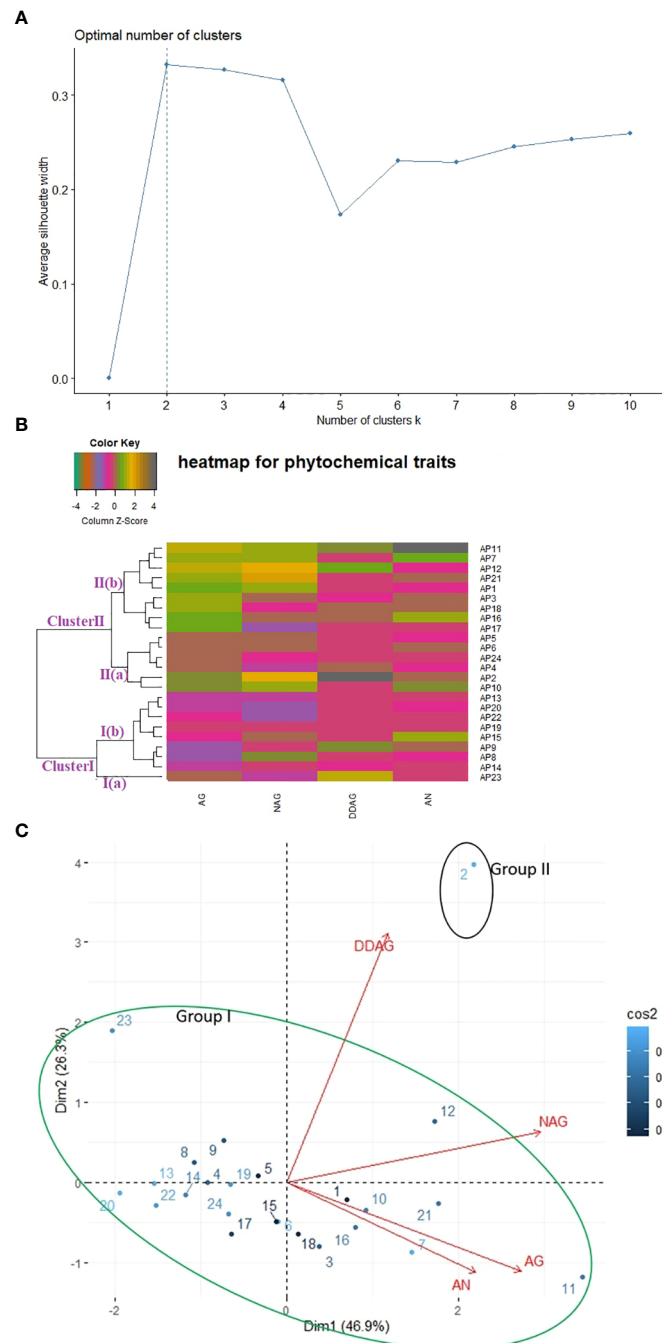 A
Optimal number of clusters
Average silhouette width
0.3
0.2
0.1
0.0
1 2 3 4 5 6 7 8 9 10
Number of clusters k
B
Color Key
-4 -2 0 2 4
Column Z-Score
heatmap for phytochemical traits
II(b)
ClusterII
II(a)
I(b)
ClusterI
I(a)
AP11
AP7
AP12
AP21
AP1
AP3
AP18
AP16
AP17
AP5
AP6
AP24
AP4
AP2
AP10
AP13
AP20
AP22
AP19
AP15
AP9
AP8
AP14
AP23
AG NAG DDAG AN
C
Dim2 (26.3%)
4
3
2
1
0
-1
2 Group II
DDAG
23 Group I
12
NAG
9
8
5
4
19
13
14
20
22
24
17
15
6
18
3
1
10
16
21
7
AG
AN
11
-2 0 2
Dim1 (46.9%)
cos2
0
0
0
0